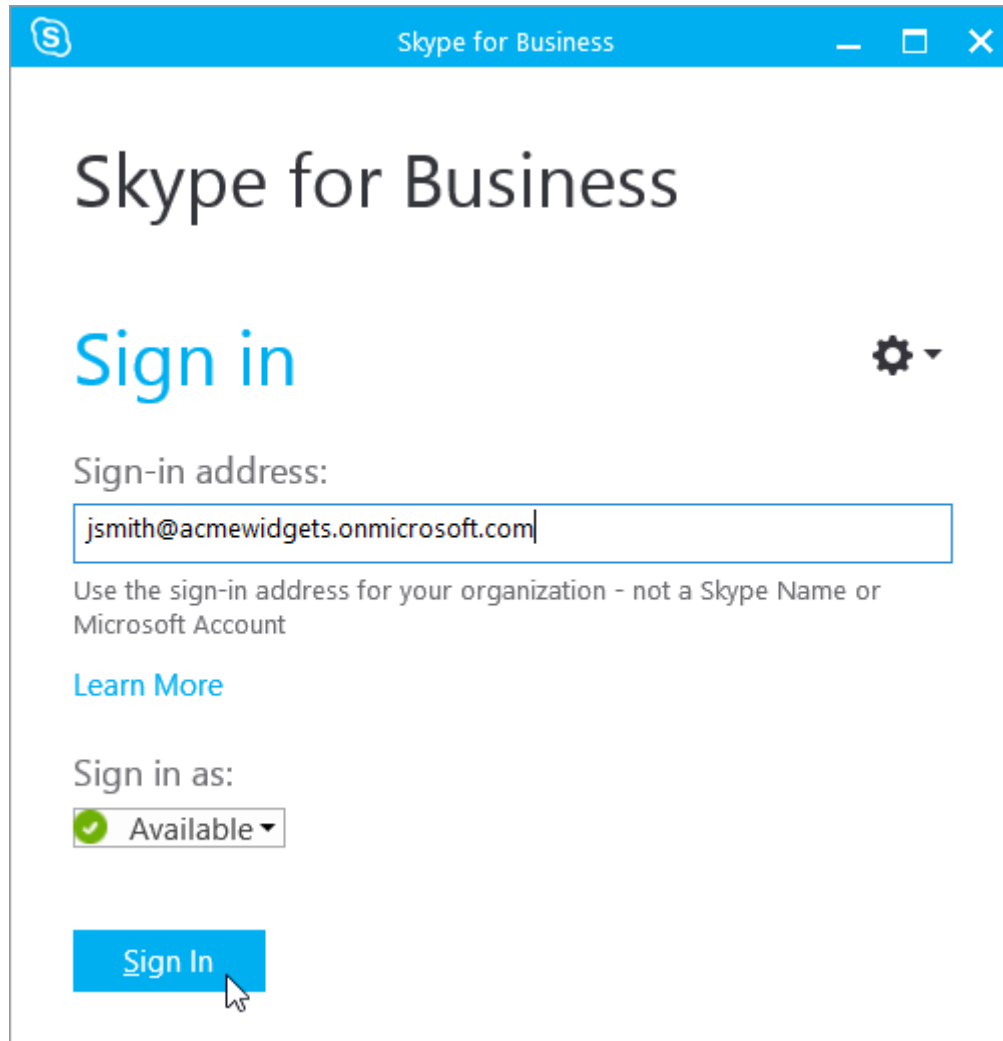 Skype for Business
Skype for Business
Sign in
Sign-in address:
jsmith@acmewidgets.onmicrosoft.com
Use the sign-in address for your organization - not a Skype Name or
Microsoft Account
Learn More
Sign in as:
Available
Sign In